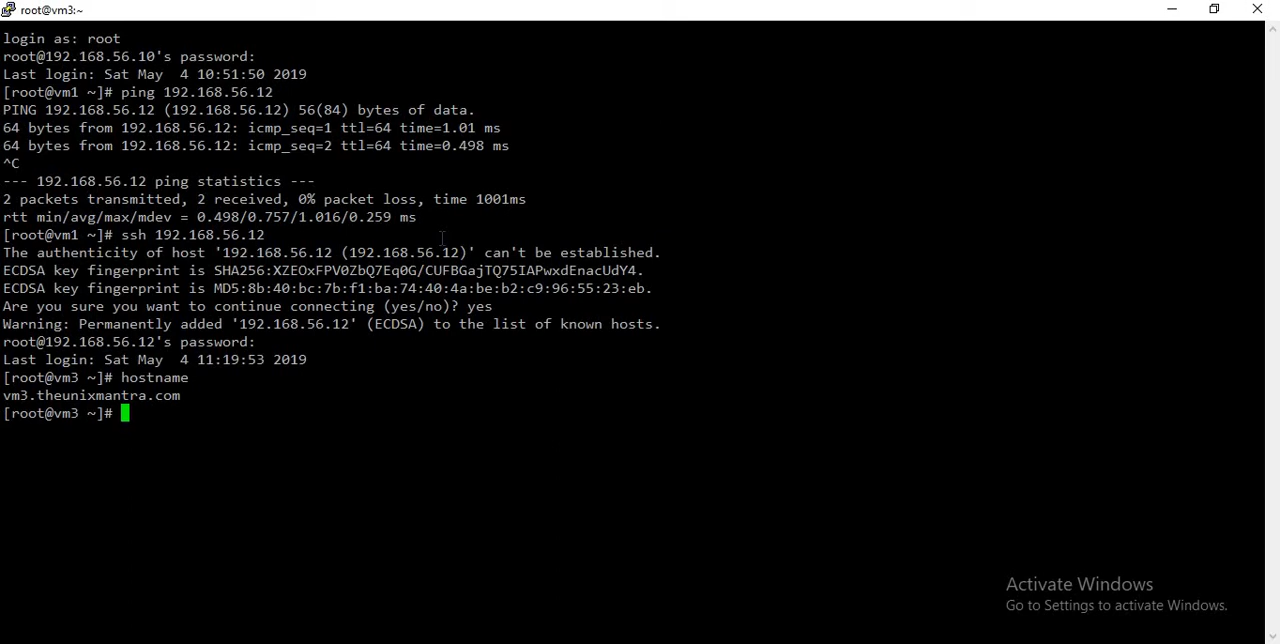 root@vm3:~
login as: root
root@192.168.56.10's password:
Last login: Sat May  4 10:51:50 2019
[root@vm1 ~]# ping 192.168.56.12
PING 192.168.56.12 (192.168.56.12) 56(84) bytes of data.
64 bytes from 192.168.56.12: icmp_seq=1 ttl=64 time=1.01 ms
64 bytes from 192.168.56.12: icmp_seq=2 ttl=64 time=0.498 ms
^C
--- 192.168.56.12 ping statistics ---
2 packets transmitted, 2 received, 0% packet loss, time 1001ms
rtt min/avg/max/mdev = 0.498/0.757/1.016/0.259 ms
[root@vm1 ~]# ssh 192.168.56.12
The authenticity of host '192.168.56.12 (192.168.56.12)' can't be established.
ECDSA key fingerprint is SHA256:XZEOxFPV0ZbQ7Eq0G/CUFBGajTQ75IAPwxdEnacUdY4.
ECDSA key fingerprint is MD5:8b:40:bc:7b:f1:ba:74:40:4a:be:b2:c9:96:55:23:eb.
Are you sure you want to continue connecting (yes/no)? yes
Warning: Permanently added '192.168.56.12' (ECDSA) to the list of known hosts.
root@192.168.56.12's password:
Last login: Sat May  4 11:19:53 2019
[root@vm3 ~]# hostname
vm3.theunixmantra.com
[root@vm3 ~]#
Activate Windows
Go to Settings to activate Windows.